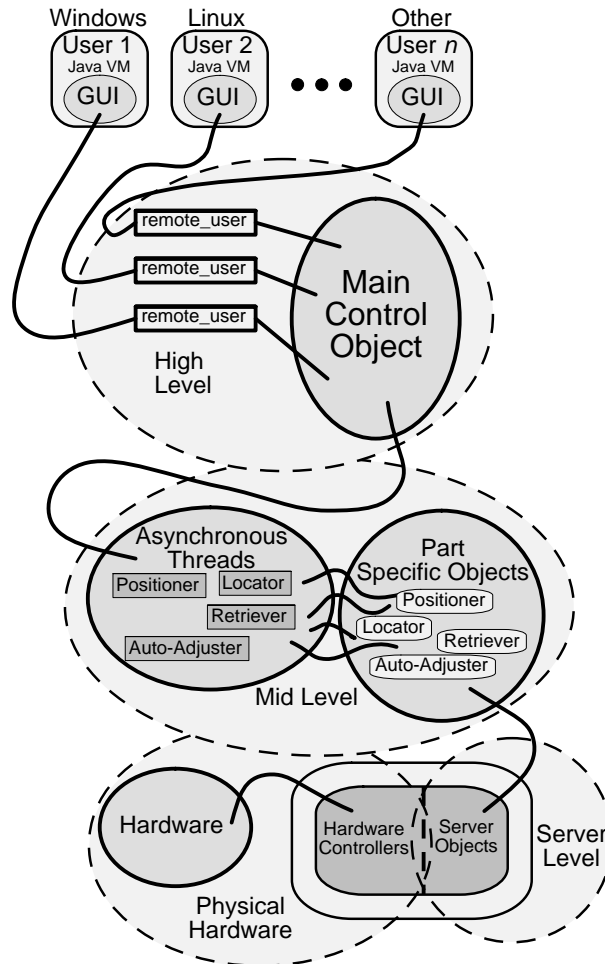 Windows Linux Other
User 1 User 2 User n
Java VM Java VM Java VM
GUI GUI GUI
remote_user
remote_user
remote_user
Main
Control
Object
High
Level
Asynchronous
Threads
Positioner
Locator
Retriever
Auto-Adjuster
Part
Specific Objects
Positioner
Locator
Retriever
Auto-Adjuster
Mid Level
Hardware
Hardware
Controllers
Server
Objects
Server
Level
Physical
Hardware